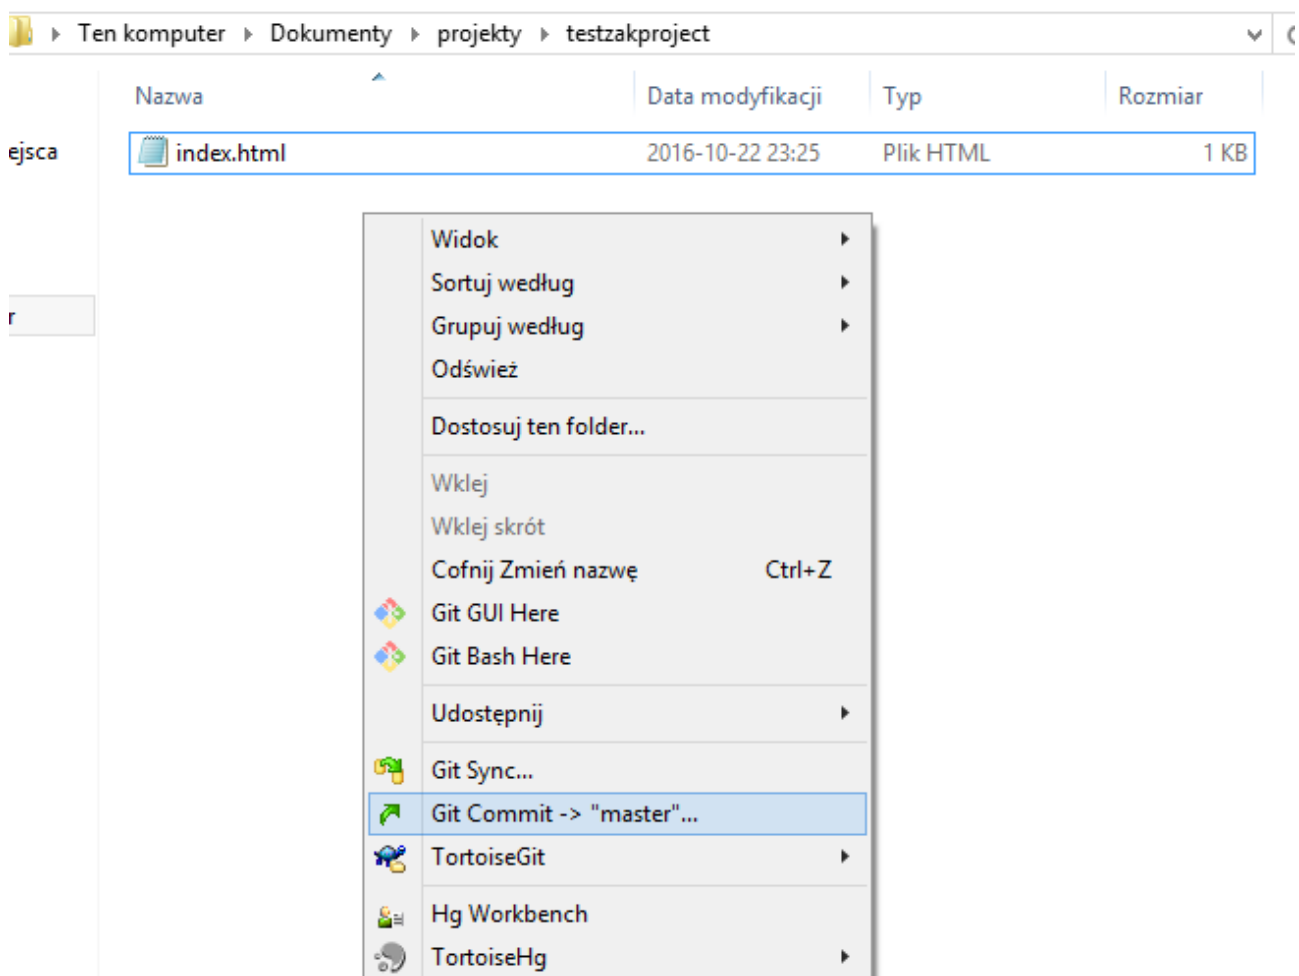 Ten komputer Dokumenty projekty testzakproject
Nazwa Data modyfikacji Typ Rozmiar
ejsca index.html 2016-10-22 23:25 Plik HTML 1 KB
Widok
Sortuj według
r Grupuj według
Odśwież
Dostosuj ten folder...
Wklej
Wklej skrót
Cofnij Zmień nazwę Ctrl+Z
Git GUI Here
Git Bash Here
Udostępnij
Git Sync...
Git Commit -> "master"...
TortoiseGit
Hg Workbench
TortoiseHg